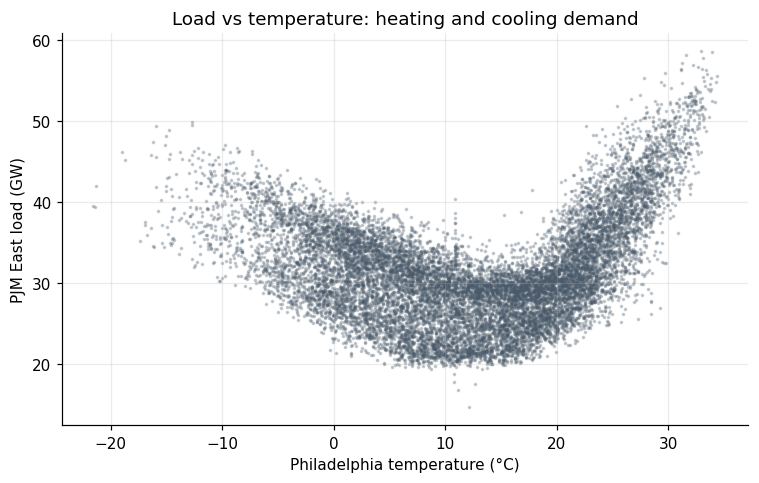 Load vs temperature: heating and cooling demand
60
50
40
30
20
PJM East load (GW)
−20 −10 0 10 20 30
Philadelphia temperature (°C)